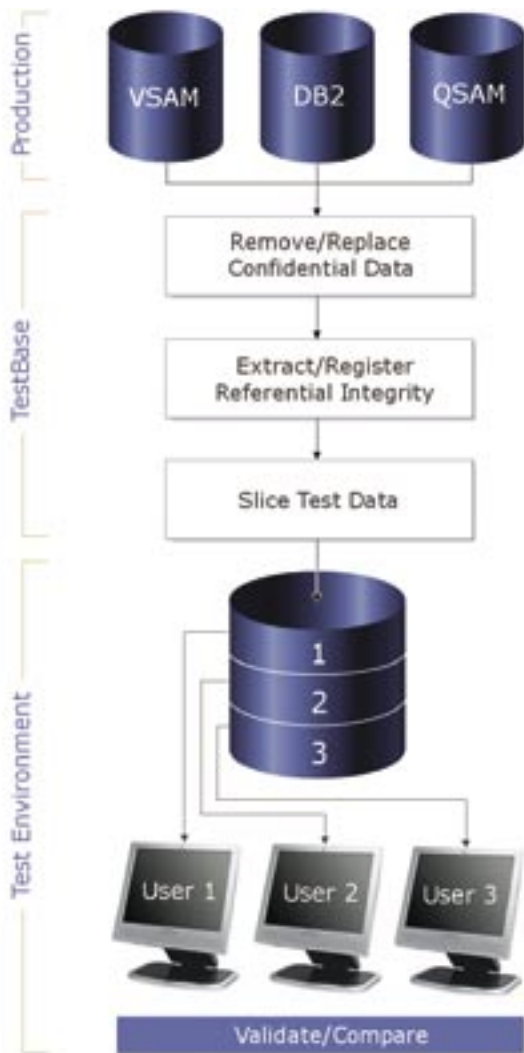 Production
VSAM
DB2
QSAM
TestBase
Remove/Replace
Confidential Data
Extract/Register
Referential Integrity
Slice Test Data
Test Environment
1
2
3
User 1
User 2
User 3
Validate/Compare